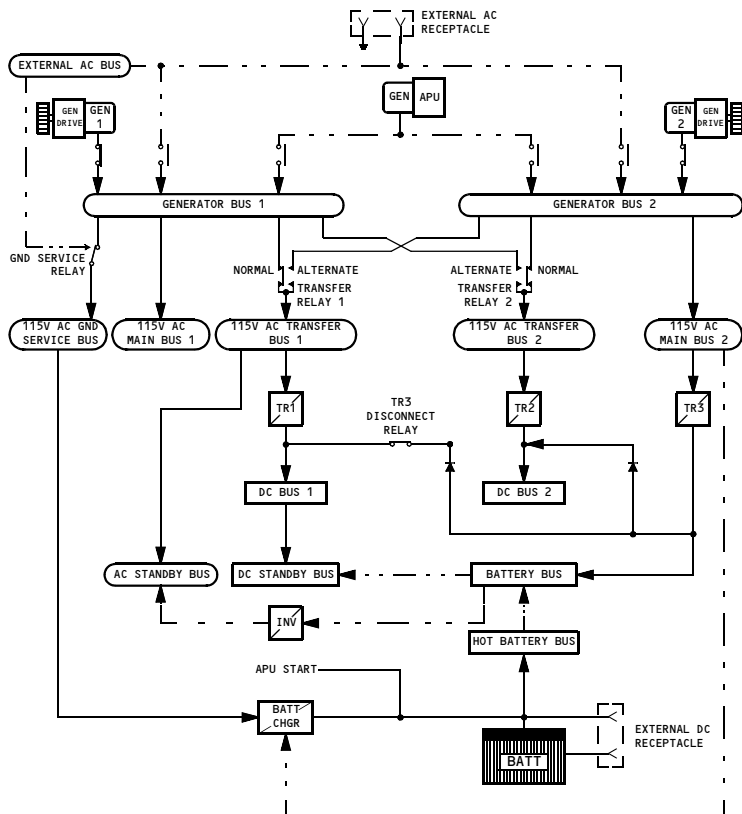 EXTERNAL AC
RECEPTACLE
EXTERNAL AC BUS
GEN
DRIVE
GEN
1
GEN
APU
GEN
2
GEN
DRIVE
GENERATOR BUS 1
GENERATOR BUS 2
GND SERVICE
RELAY
NORMAL
ALTERNATE
TRANSFER
RELAY 1
ALTERNATE
NORMAL
TRANSFER
RELAY 2
115V AC GND
SERVICE BUS
115V AC
MAIN BUS 1
115V AC TRANSFER
BUS 1
115V AC TRANSFER
BUS 2
115V AC
MAIN BUS 2
TR1
TR3
DISCONNECT
RELAY
TR2
TR3
DC BUS 1
DC BUS 2
AC STANDBY BUS
DC STANDBY BUS
BATTERY BUS
INV
HOT BATTERY BUS
APU START
BATT
CHGR
EXTERNAL DC
RECEPTACLE
BATT